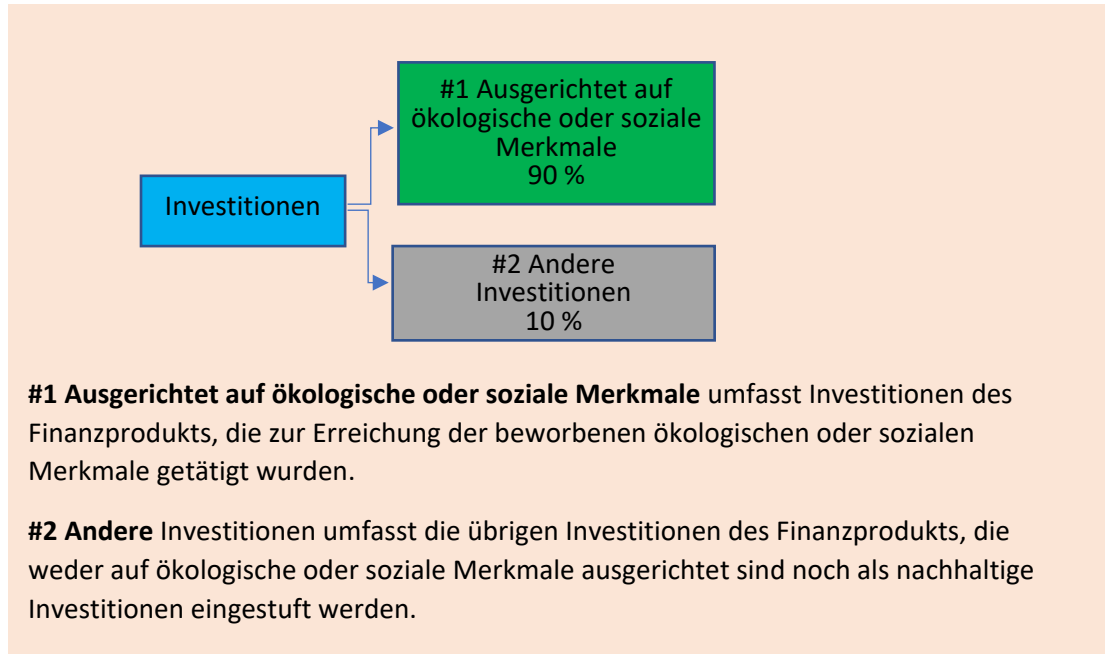 #1 Ausgerichtet auf
ökologische oder soziale
Merkmale
90 %
Investitionen
#2 Andere
Investitionen
10 %
#1 Ausgerichtet auf ökologische oder soziale Merkmale umfasst Investitionen des
Finanzprodukts, die zur Erreichung der beworbenen ökologischen oder sozialen
Merkmale getätigt wurden.
#2 Andere Investitionen umfasst die übrigen Investitionen des Finanzprodukts, die
weder auf ökologische oder soziale Merkmale ausgerichtet sind noch als nachhaltige
Investitionen eingestuft werden.